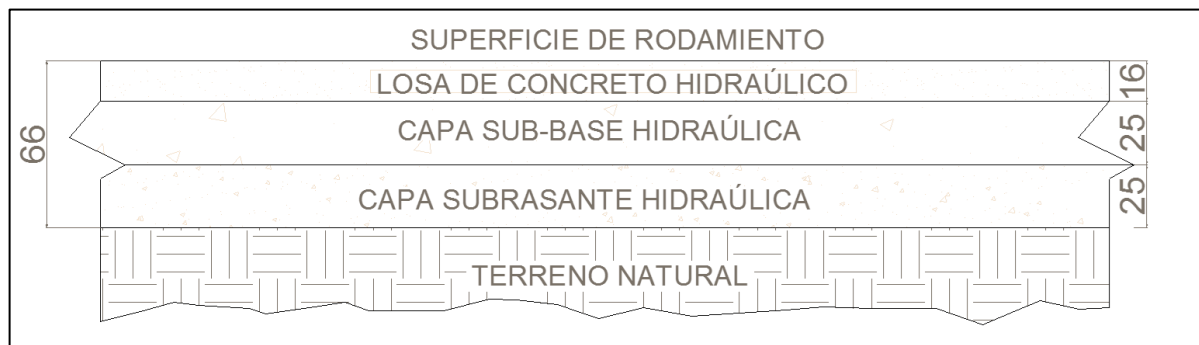 SUPERFICIE DE RODAMIENTO
LOSA DE CONCRETO HIDRAÚLICO
16
CAPA SUB-BASE HIDRAÚLICA
25
66
CAPA SUBRASANTE HIDRAÚLICA
25
TERRENO NATURAL